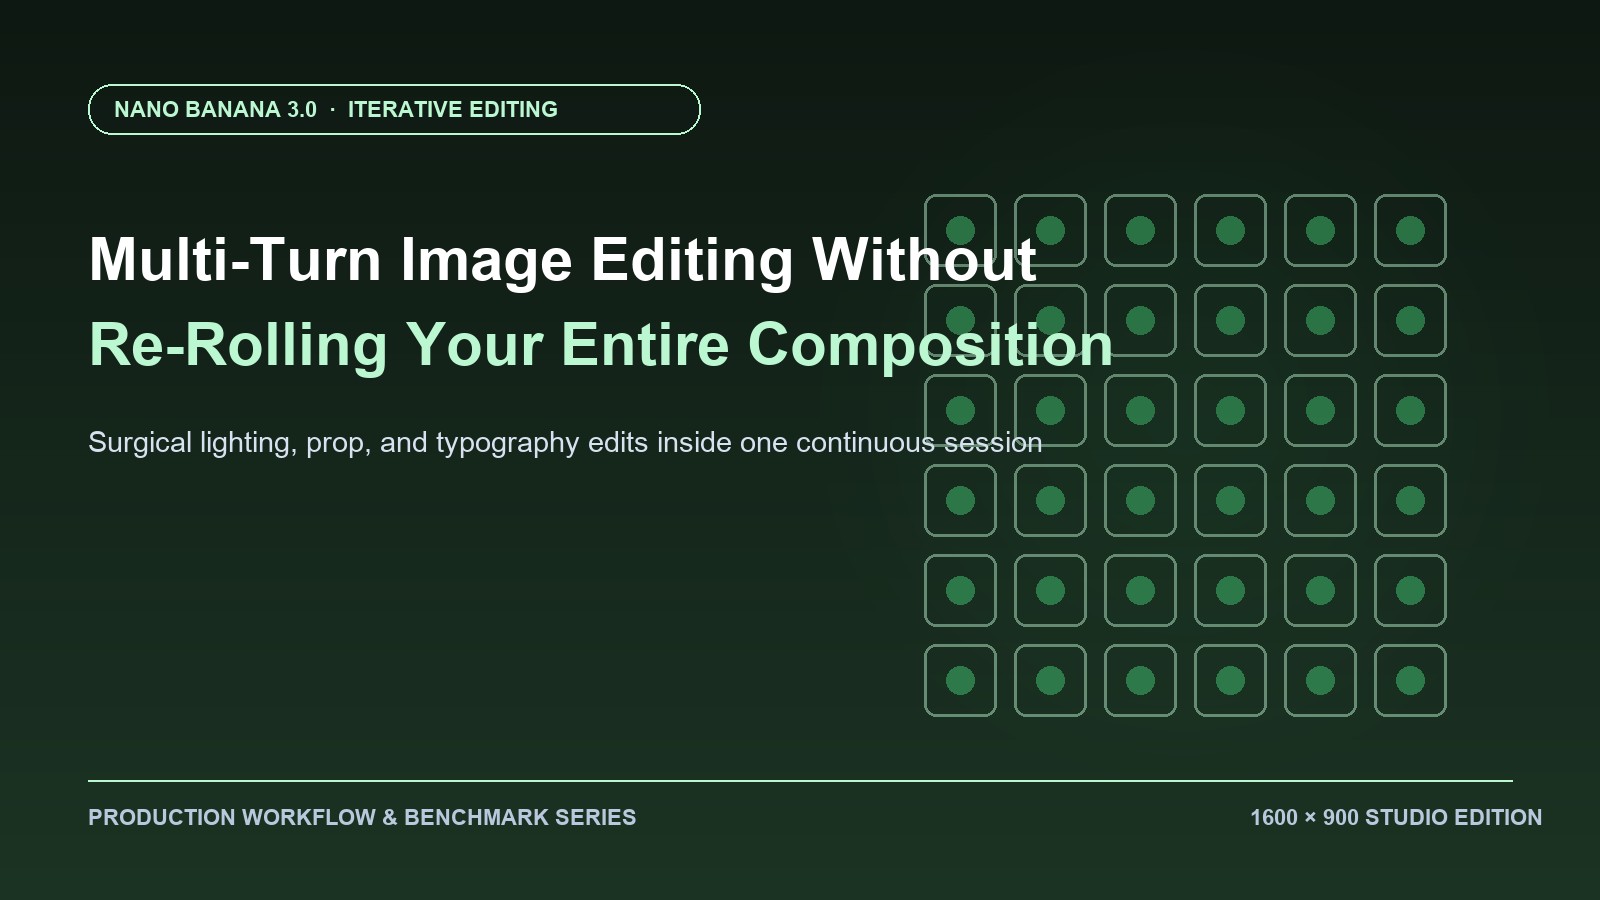 NANO BANANA 3.0 · ITERATIVE EDITING
Multi-Turn Image Editing Without
Re-Rolling Your Entire Composition
Surgical lighting, prop, and typography edits inside one continuous session
PRODUCTION WORKFLOW & BENCHMARK SERIES
1600 × 900 STUDIO EDITION